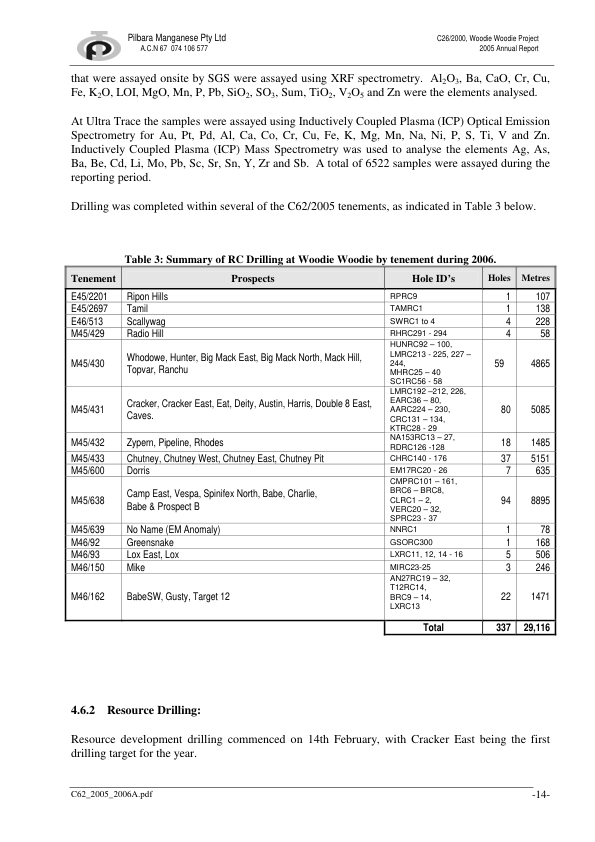 Pilbara Manganese Pty Ltd
A.C.N 67 074 106 577
C26/2000, Woodie Woodie Project
2005 Annual Report
that were assayed onsite by SGS were assayed using XRF spectrometry. Al2O3, Ba, CaO, Cr, Cu,
Fe, K2O, LOI, MgO, Mn, P, Pb, SiO2, SO3, Sum, TiO2, V2O5 and Zn were the elements analysed.
At Ultra Trace the samples were assayed using Inductively Coupled Plasma (ICP) Optical Emission
Spectrometry for Au, Pt, Pd, Al, Ca, Co, Cr, Cu, Fe, K, Mg, Mn, Na, Ni, P, S, Ti, V and Zn.
Inductively Coupled Plasma (ICP) Mass Spectrometry was used to analyse the elements Ag, As,
Ba, Be, Cd, Li, Mo, Pb, Sc, Sr, Sn, Y, Zr and Sb. A total of 6522 samples were assayed during the
reporting period.
Drilling was completed within several of the C62/2005 tenements, as indicated in Table 3 below.
Table 3: Summary of RC Drilling at Woodie Woodie by tenement during 2006.
Tenement Prospects Hole ID's Holes Metres
E45/2201 Ripon Hills RPRC9 1 107
E45/2697 Tamil TAMRC1 1 138
E46/513 Scallywag SWRC1 to 4 4 228
M45/429 Radio Hill RHRC291 - 294 4 58
M45/430 Whodowe, Hunter, Big Mack East, Big Mack North, Mack Hill,
Topvar, Ranchu
HUNRC92 – 100,
LMRC213 - 225, 227 –
244,
MHRC25 – 40
SC1RC56 - 58
59 4865
M45/431 Cracker, Cracker East, Eat, Deity, Austin, Harris, Double 8 East,
Caves.
LMRC192 –212, 226,
EARC36 – 80,
AARC224 – 230,
CRC131 – 134,
KTRC28 - 29
80 5085
M45/432 Zypern, Pipeline, Rhodes
NA153RC13 – 27,
RDRC126 -128
18 1485
M45/433 Chutney, Chutney West, Chutney East, Chutney Pit CHRC140 - 176 37 5151
M45/600 Dorris EM17RC20 - 26 7 635
M45/638 Camp East, Vespa, Spinifex North, Babe, Charlie,
Babe & Prospect B
CMPRC101 – 161,
BRC6 – BRC8,
CLRC1 – 2,
VERC20 – 32,
SPRC23 - 37
94 8895
M45/639 No Name (EM Anomaly) NNRC1 1 78
M46/92 Greensnake GSORC300 1 168
M46/93 Lox East, Lox LXRC11, 12, 14 - 16 5 506
M46/150 Mike MIRC23-25 3 246
M46/162 BabeSW, Gusty, Target 12
AN27RC19 – 32,
T12RC14,
BRC9 – 14,
LXRC13
22 1471
Total 337 29,116
4.6.2 Resource Drilling:
Resource development drilling commenced on 14th February, with Cracker East being the first
drilling target for the year.
C62_2005_2006A.pdf
-14-